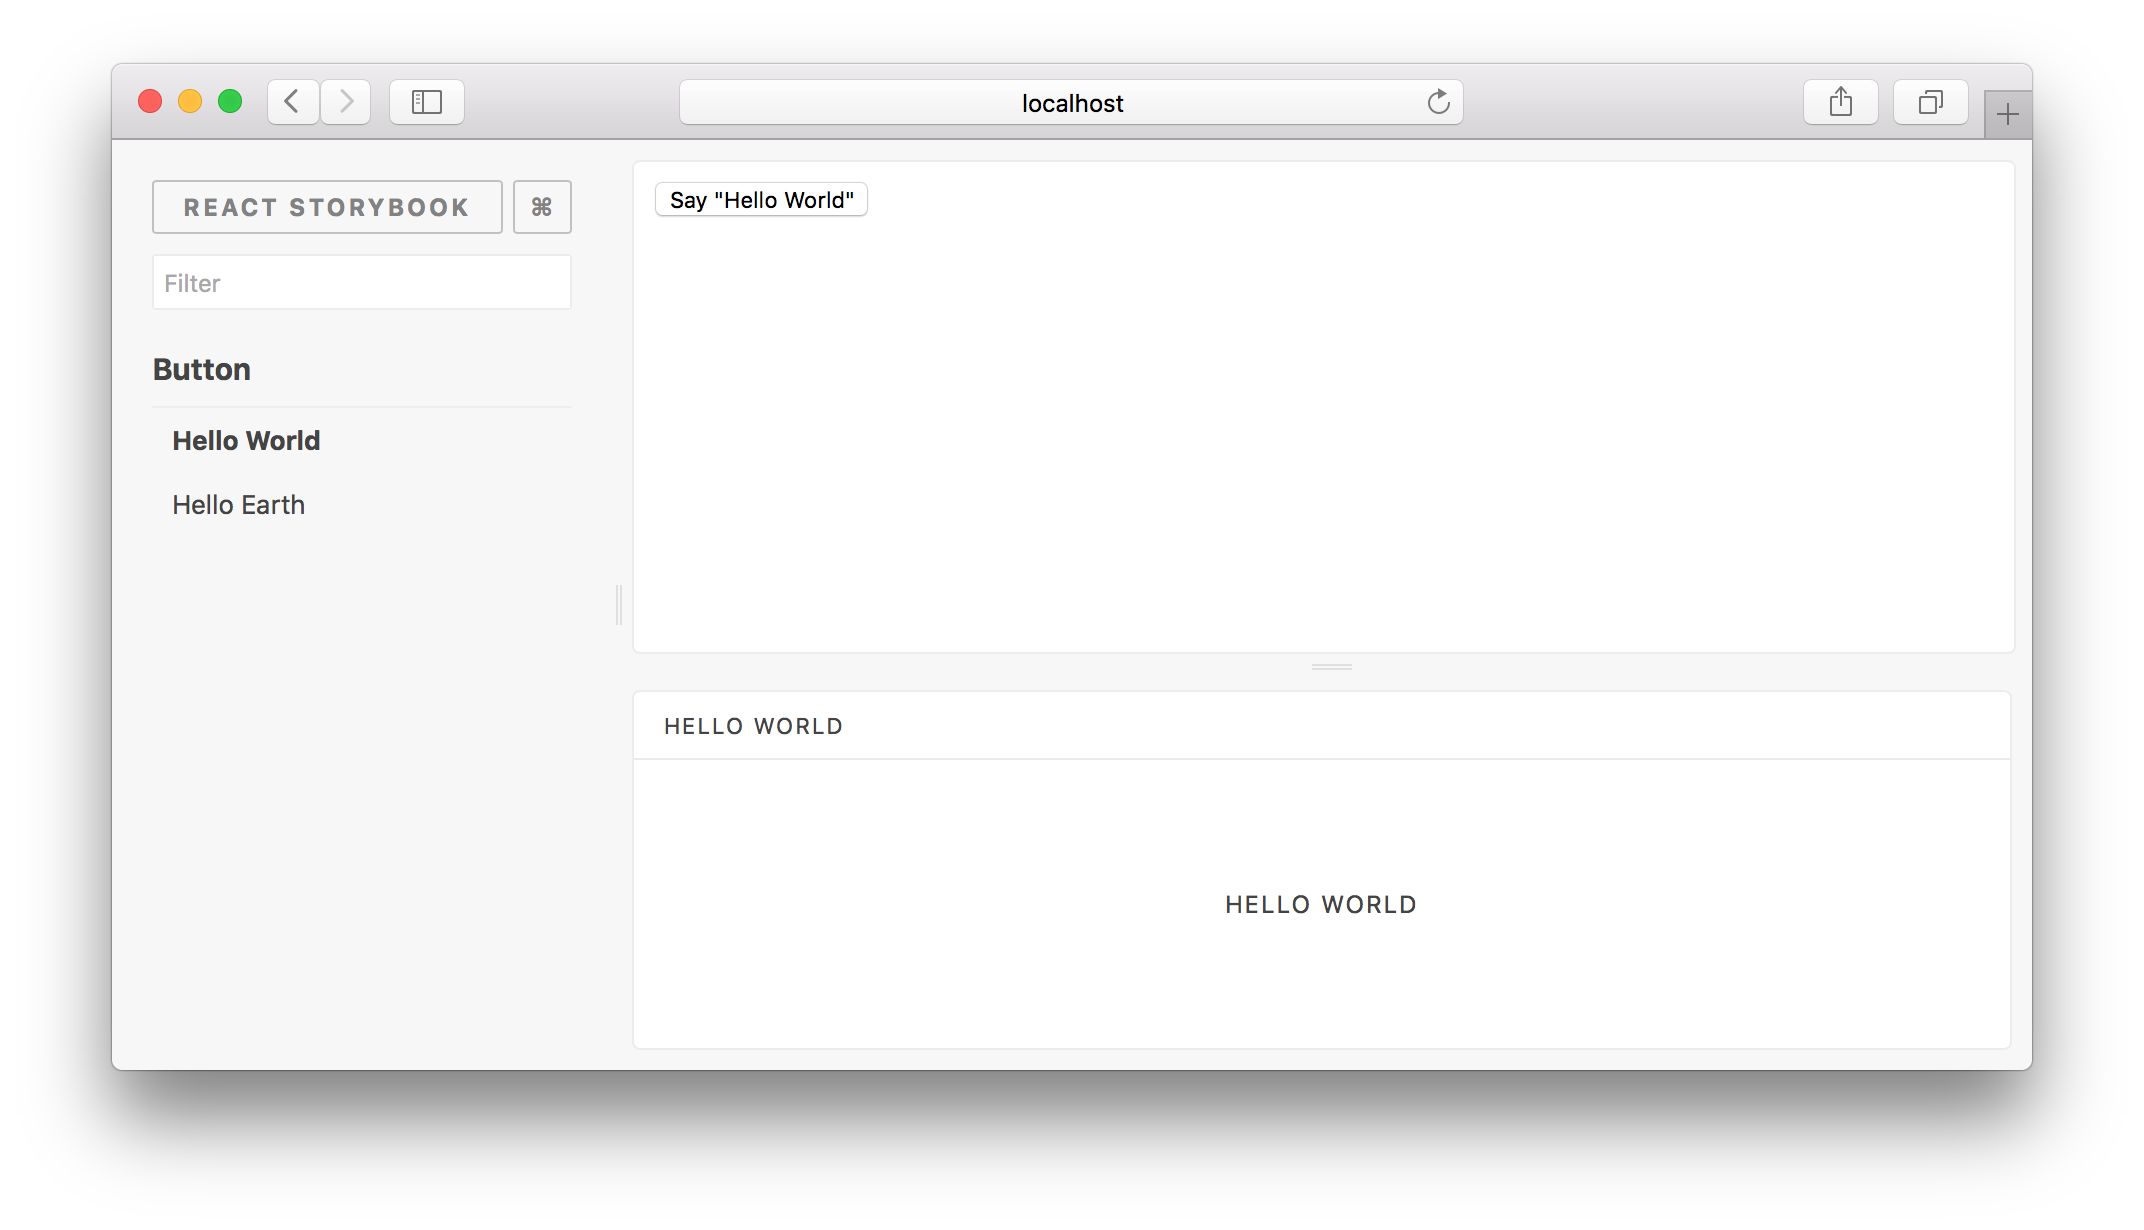 localhost
REACT STORYBOOK ⌘
Filter
Button
Hello World
Hello Earth
Say "Hello World"
HELLO WORLD
HELLO WORLD